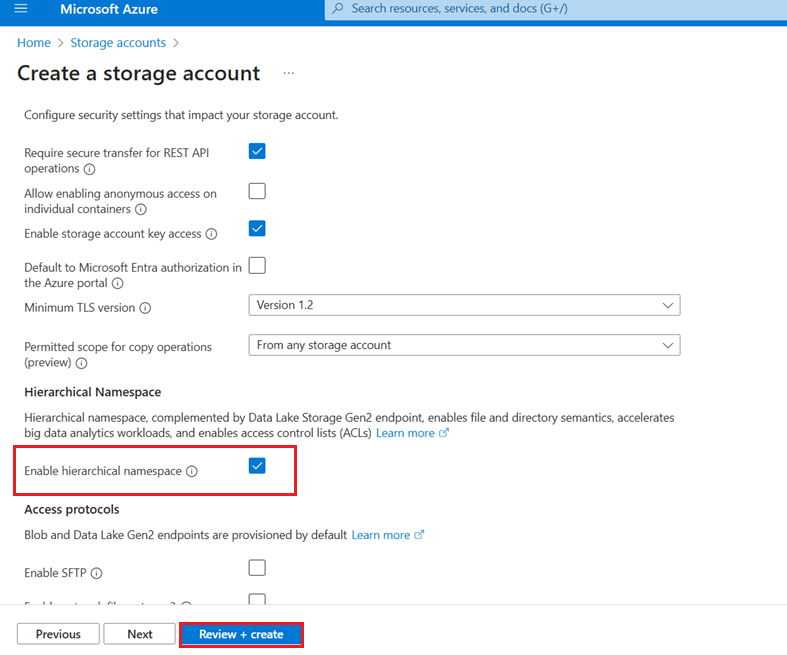 Microsoft Azure
Search resources, services, and docs (G+/)
Home > Storage accounts >
Create a storage account ...
Configure security settings that impact your storage account.
Require secure transfer for REST API
operations
Allow enabling anonymous access on
individual containers
Enable storage account key access
Default to Microsoft Entra authorization in
the Azure portal
Minimum TLS version
Version 1.2
Permitted scope for copy operations
(preview)
From any storage account
Hierarchical Namespace
Hierarchical namespace, complemented by Data Lake Storage Gen2 endpoint, enables file and directory semantics, accelerates
big data analytics workloads, and enables access control lists (ACLs) Learn more
Enable hierarchical namespace
Access protocols
Blob and Data Lake Gen2 endpoints are provisioned by default Learn more
Enable SFTP
Previous
Next
Review + create